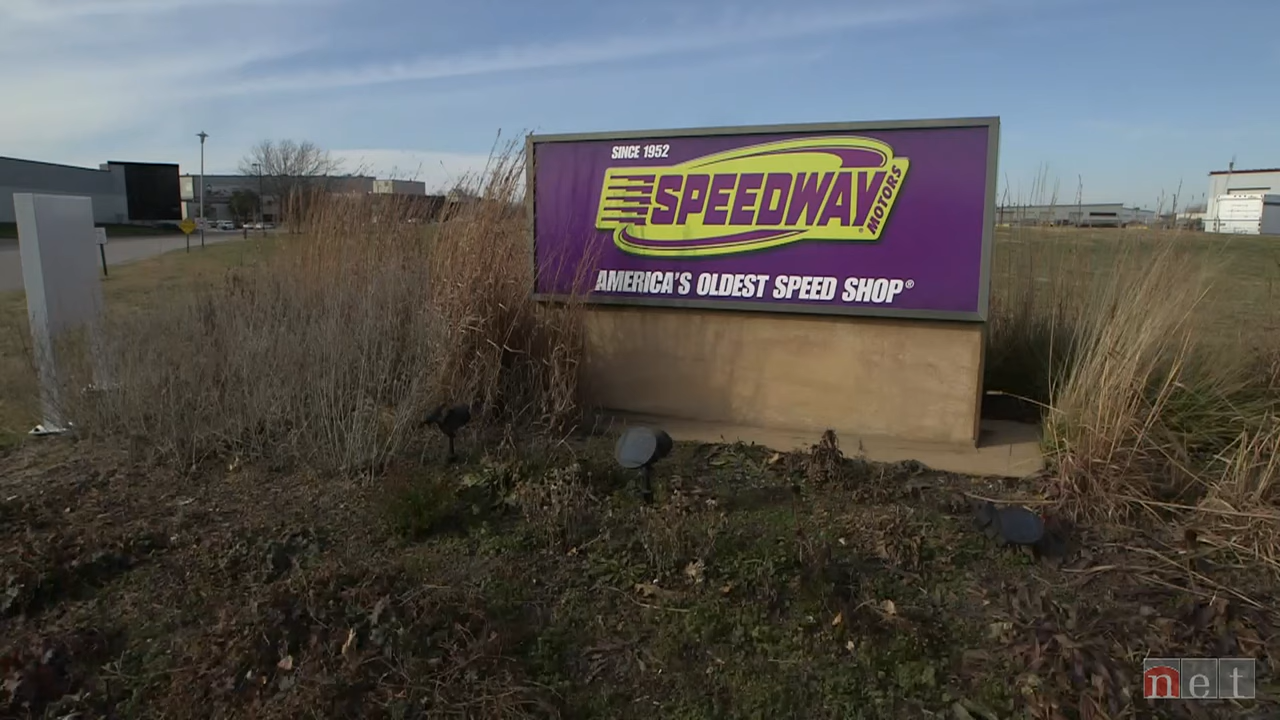 SINCE 1952
SPEEDWAY
MOTORS®
AMERICA'S OLDEST SPEED SHOP®
net